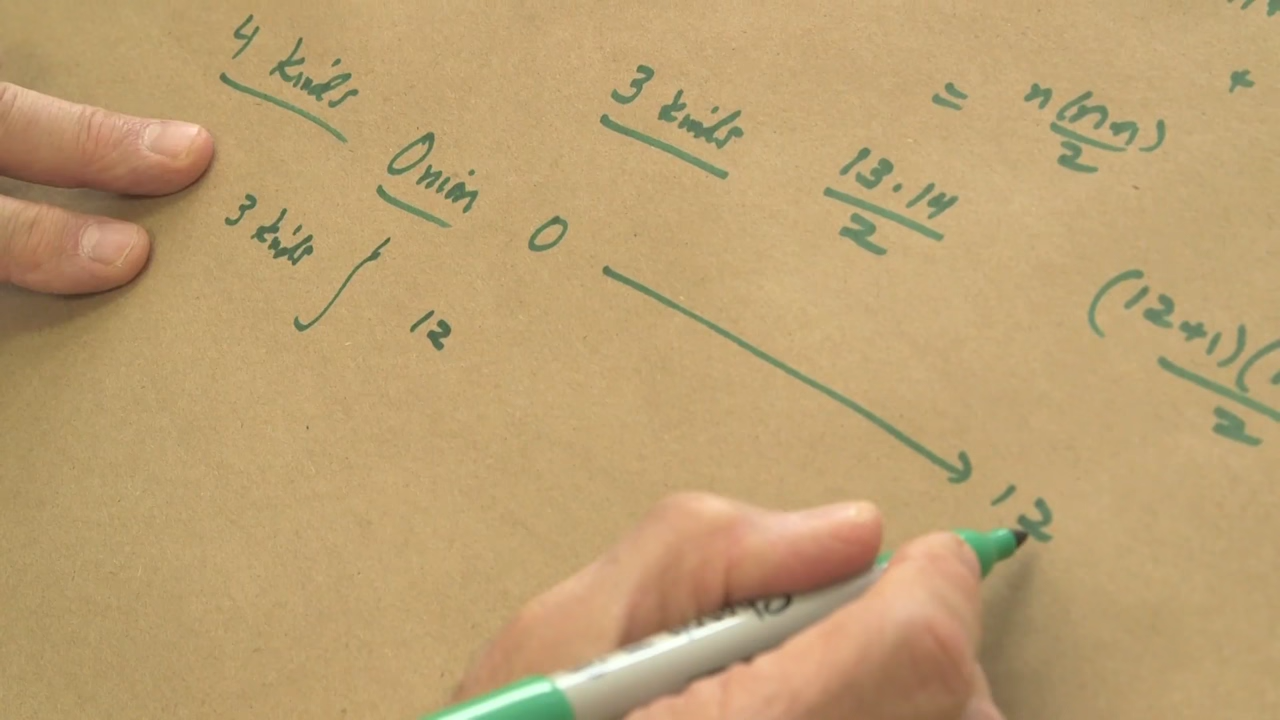 4 kinds
3 kinds
= n(n+1)
2
13.14
2
Onion 0
3 kinds
12
(12+1)(
2
12